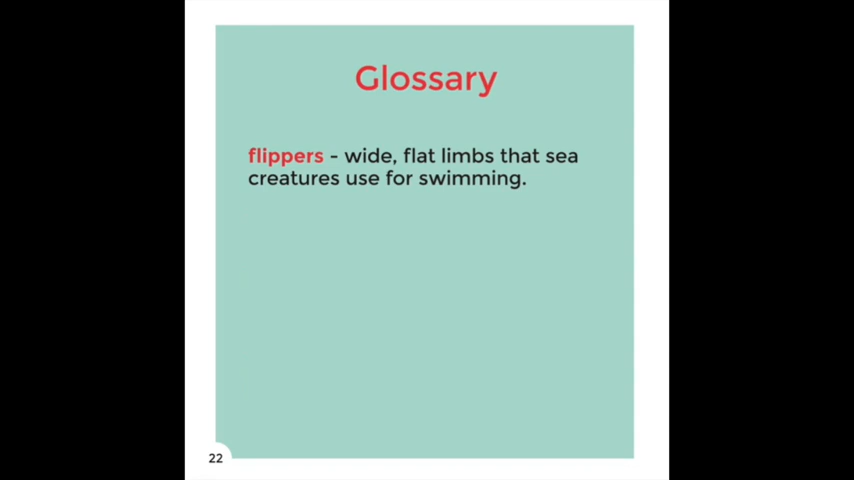 Glossary
flippers - wide, flat limbs that sea
creatures use for swimming.
22